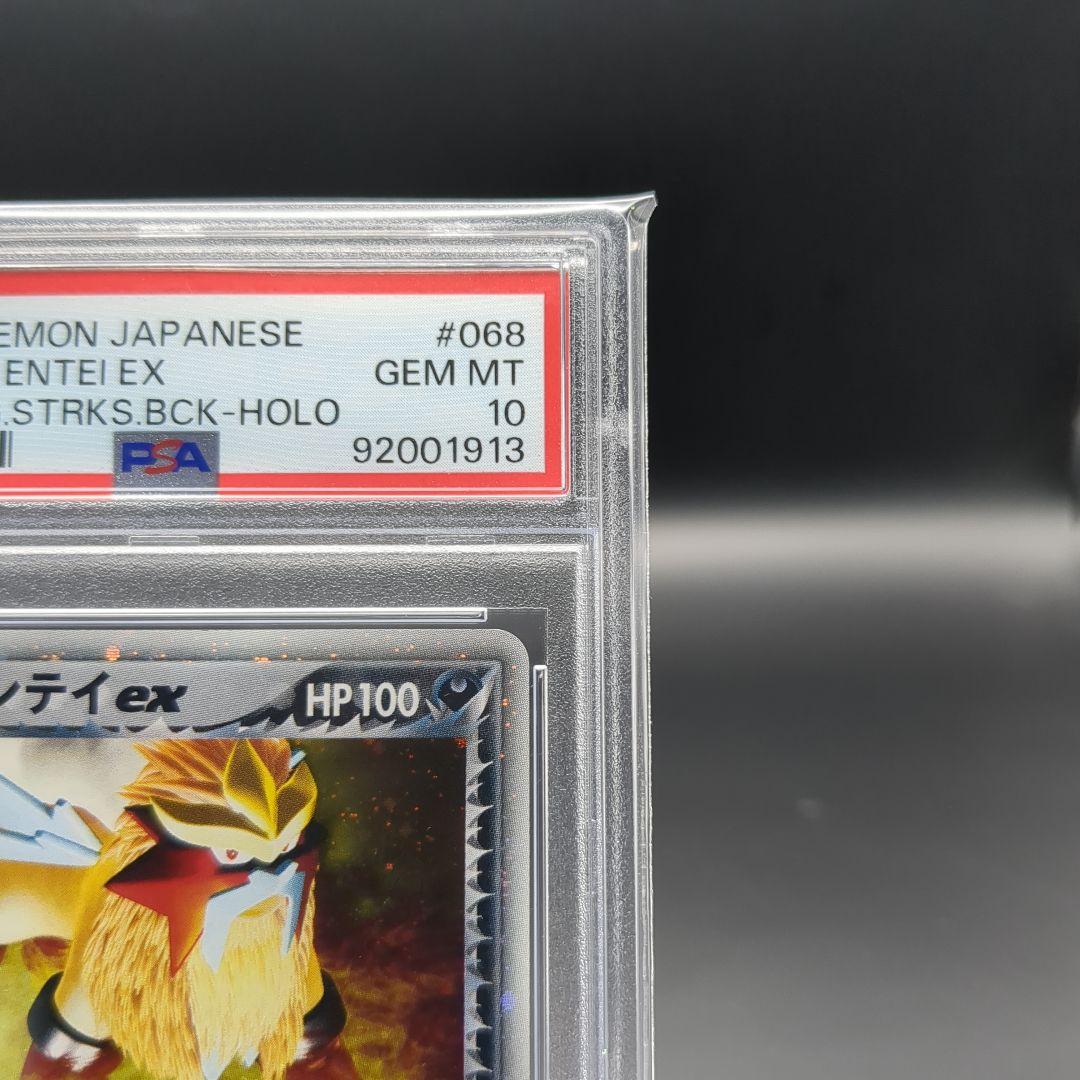 EMON JAPANESE #068
ENTEI EX GEM MT
.STRKS.BCK-HOLO 10
PSA 92001913
ンテイex HP100